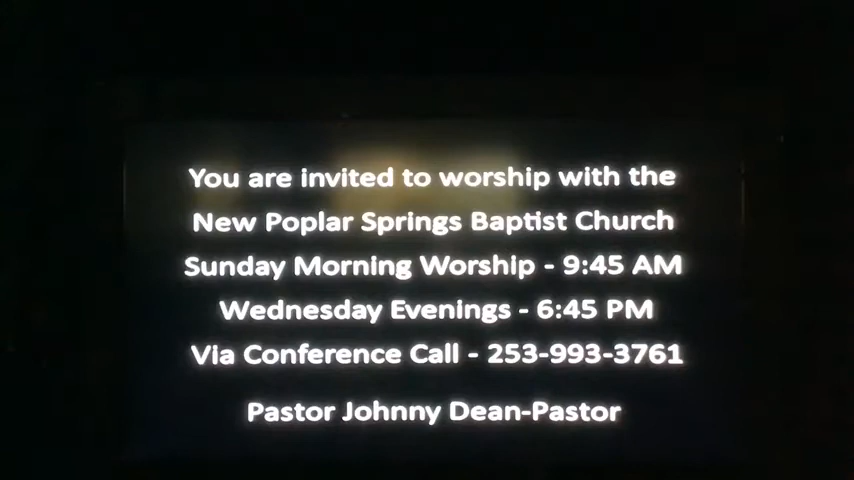 You are invited to worship with the
New Poplar Springs Baptist Church
Sunday Morning Worship - 9:45 AM
Wednesday Evenings - 6:45 PM
Via Conference Call - 253-993-3761
Pastor Johnny Dean-Pastor